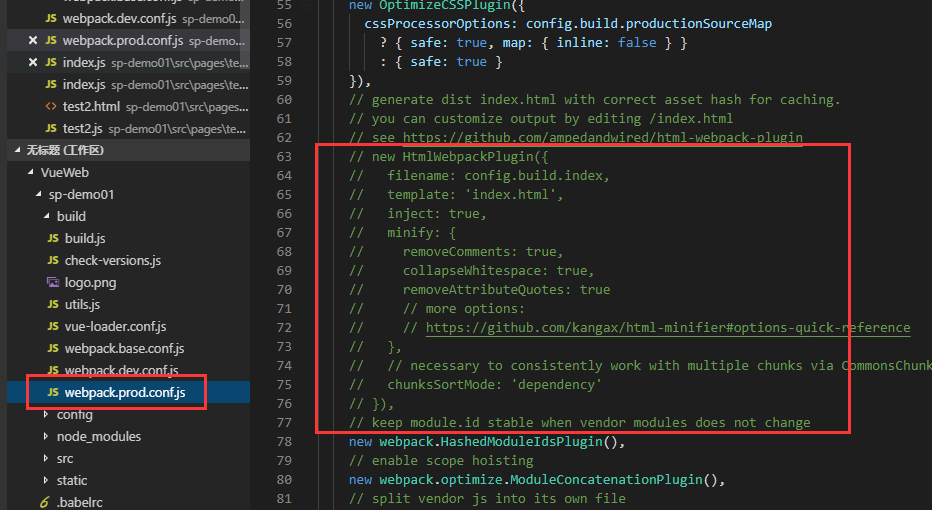 JS webpack.dev.conf.js sp-demo0...
JS webpack.prod.conf.js sp-demo...
JS index.js sp-demo01\src\pages\te...
JS index.js sp-demo01\src\pages\te...
<> test2.html sp-demo01\src\pages...
JS test2.js sp-demo01\src\pages\te...
无标题 (工作区)
VueWeb
sp-demo01
build
JS build.js
JS check-versions.js
logo.png
JS utils.js
JS vue-loader.conf.js
JS webpack.base.conf.js
JS webpack.dev.conf.js
JS webpack.prod.conf.js
config
node_modules
src
static
.babelrc
55 new OptimizeCSSPlugin({
56 cssProcessorOptions: config.build.productionSourceMap
57 ? { safe: true, map: { inline: false } }
58 : { safe: true }
59 }),
60 // generate dist index.html with correct asset hash for caching.
61 // you can customize output by editing /index.html
62 // see https://github.com/ampedandwired/html-webpack-plugin
63 // new HtmlWebpackPlugin({
64 // filename: config.build.index,
65 // template: 'index.html',
66 // inject: true,
67 // minify: {
68 // removeComments: true,
69 // collapseWhitespace: true,
70 // removeAttributeQuotes: true
71 // // more options:
72 // // https://github.com/kangax/html-minifier#options-quick-reference
73 // },
74 // // necessary to consistently work with multiple chunks via CommonsChunk
75 // chunksSortMode: 'dependency'
76 // }),
77 // keep module.id stable when vendor modules does not change
78 new webpack.HashedModuleIdsPlugin(),
79 // enable scope hoisting
80 new webpack.optimize.ModuleConcatenationPlugin(),
81 // split vendor js into its own file